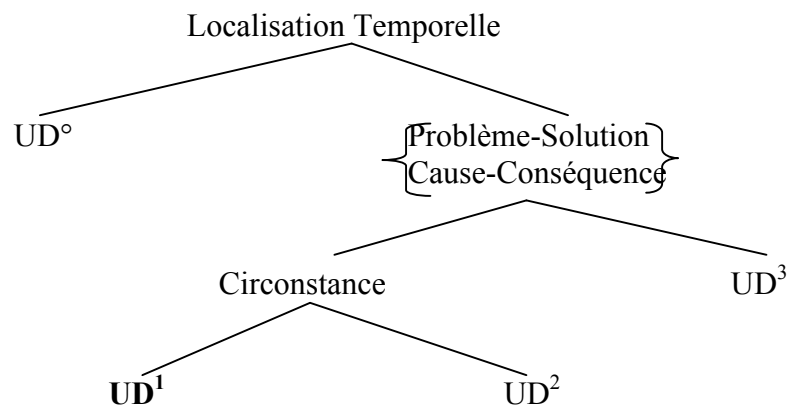 Localisation Temporelle
UD°
Problème-Solution
Cause-Conséquence
Circonstance
UD³
UD¹
UD²